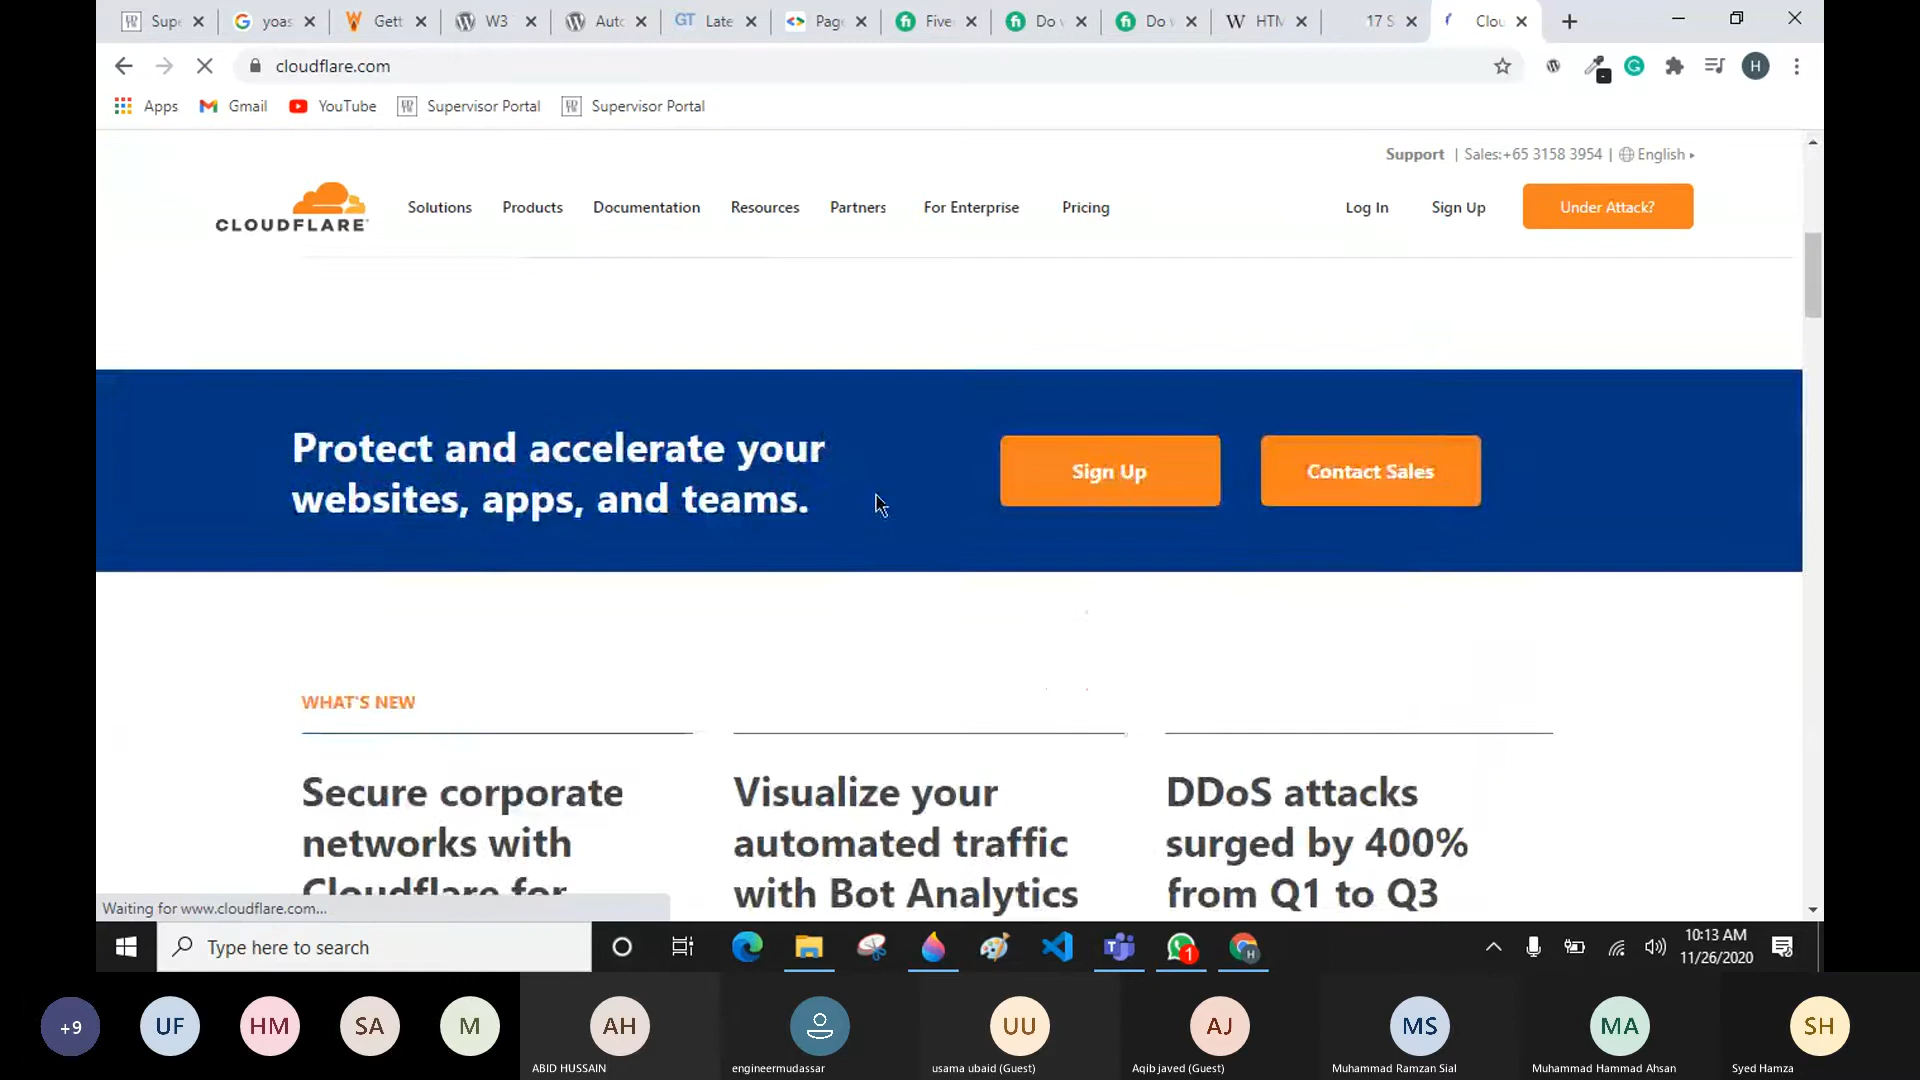 Supe
yoas
Gett
W3
Auto
GT Late
Page
Five
Do v
Do v
W HTM
17 S
Clou
cloudflare.com
H
Apps
Gmail
YouTube
Supervisor Portal
Supervisor Portal
Support | Sales:+65 3158 3954 | English
CLOUDFLARE
Solutions
Products
Documentation
Resources
Partners
For Enterprise
Pricing
Log In
Sign Up
Under Attack?
Protect and accelerate your
websites, apps, and teams.
Sign Up
Contact Sales
WHAT'S NEW
Secure corporate
networks with
Cloudflare for
Visualize your
automated traffic
with Bot Analytics
DDoS attacks
surged by 400%
from Q1 to Q3
Waiting for www.cloudflare.com...
Type here to search
1
H
10:13 AM
11/26/2020
+9
UF
HM
SA
M
AH
UU
AJ
MS
MA
SH
ABID HUSSAIN
engineermudassar
usama ubaid (Guest)
Aqib javed (Guest)
Muhammad Ramzan Sial
Muhammad Hammad Ahsan
Syed Hamza